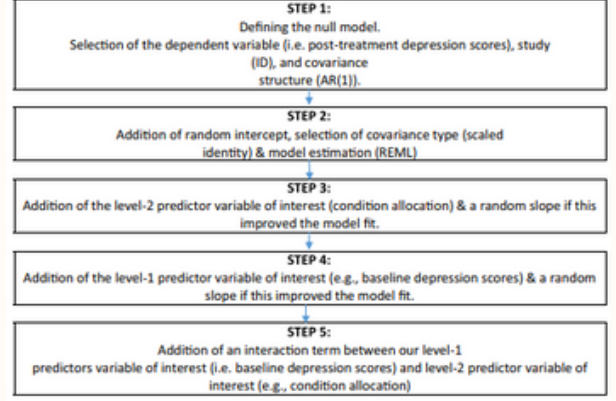 STEP 1:
Defining the null model.
Selection of the dependent variable (i.e. post-treatment depression scores), study
(ID), and covariance
structure (AR(1)).
STEP 2:
Addition of random intercept, selection of covariance type (scaled
identity) & model estimation (REML)
STEP 3:
Addition of the level-2 predictor variable of interest (condition allocation) & a random slope if this
improved the model fit.
STEP 4:
Addition of the level-1 predictor variable of interest (e.g., baseline depression scores) & a random
slope if this improved the model fit.
STEP 5:
Addition of an interaction term between our level-1
predictors variable of interest (i.e. baseline depression scores) and level-2 predictor variable of
interest (e.g., condition allocation)